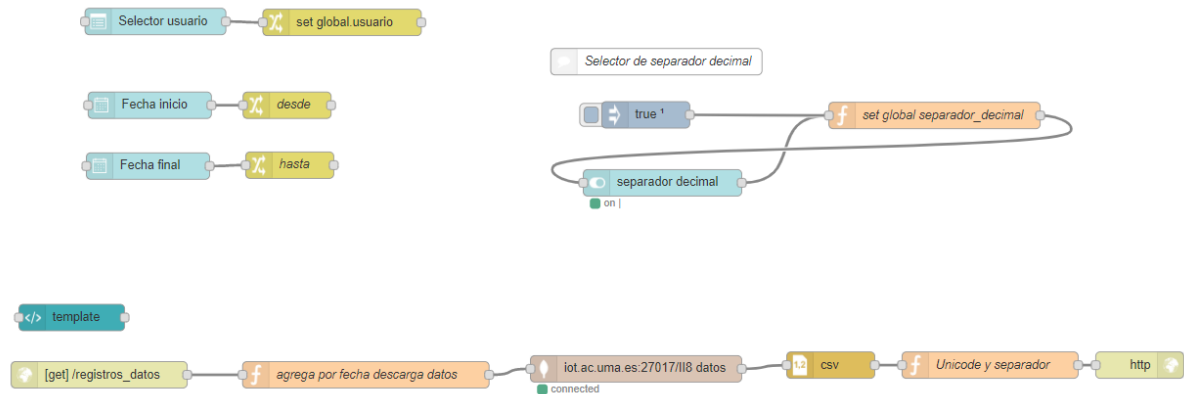 Selector usuario
set global.usuario
Selector de separador decimal
Fecha inicio
desde
true ¹
set global separador_decimal
Fecha final
hasta
separador decimal
on |
</> template
[get] /registros_datos
agrega por fecha descarga datos
iot.ac.uma.es:27017/II8 datos
connected
1,2 csv
Unicode y separador
http